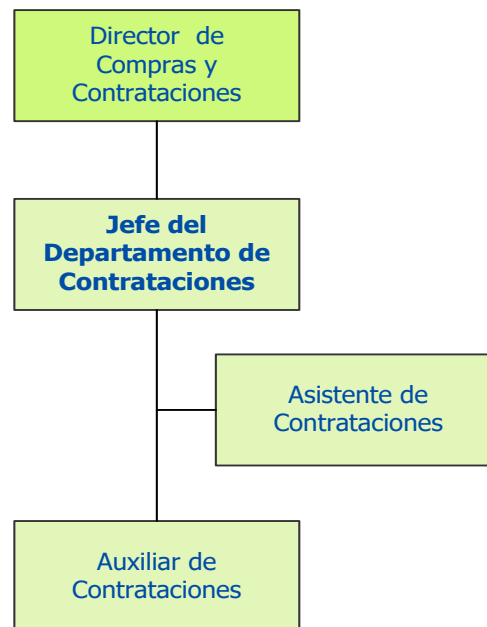 Director de
Compras y
Contrataciones
Jefe del
Departamento de
Contrataciones
Asistente de
Contrataciones
Auxiliar de
Contrataciones